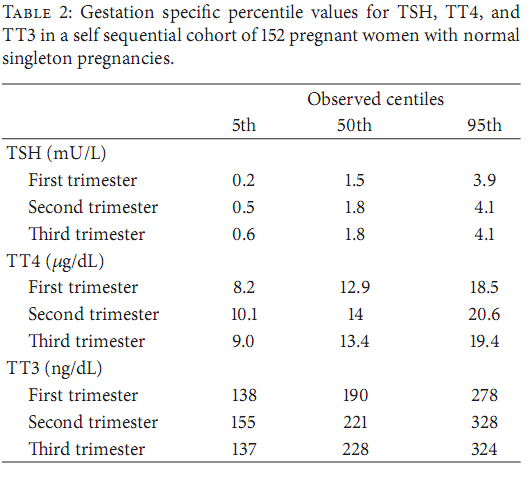 TABLE 2: Gestation specific percentile values for TSH, TT4, and
TT3 in a self sequential cohort of 152 pregnant women with normal
singleton pregnancies.
Observed centiles
5th 50th 95th
TSH (mU/L)
First trimester 0.2 1.5 3.9
Second trimester 0.5 1.8 4.1
Third trimester 0.6 1.8 4.1
TT4 (μg/dL)
First trimester 8.2 12.9 18.5
Second trimester 10.1 14 20.6
Third trimester 9.0 13.4 19.4
TT3 (ng/dL)
First trimester 138 190 278
Second trimester 155 221 328
Third trimester 137 228 324